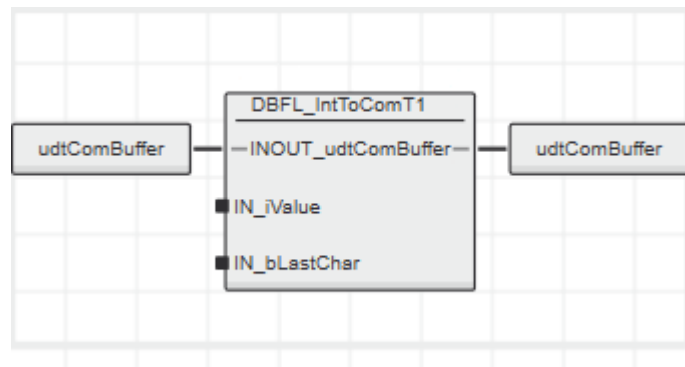 DBFL_IntToComT1
udtComBuffer INOUT_udtComBuffer udtComBuffer
IN_iValue
IN_bLastChar